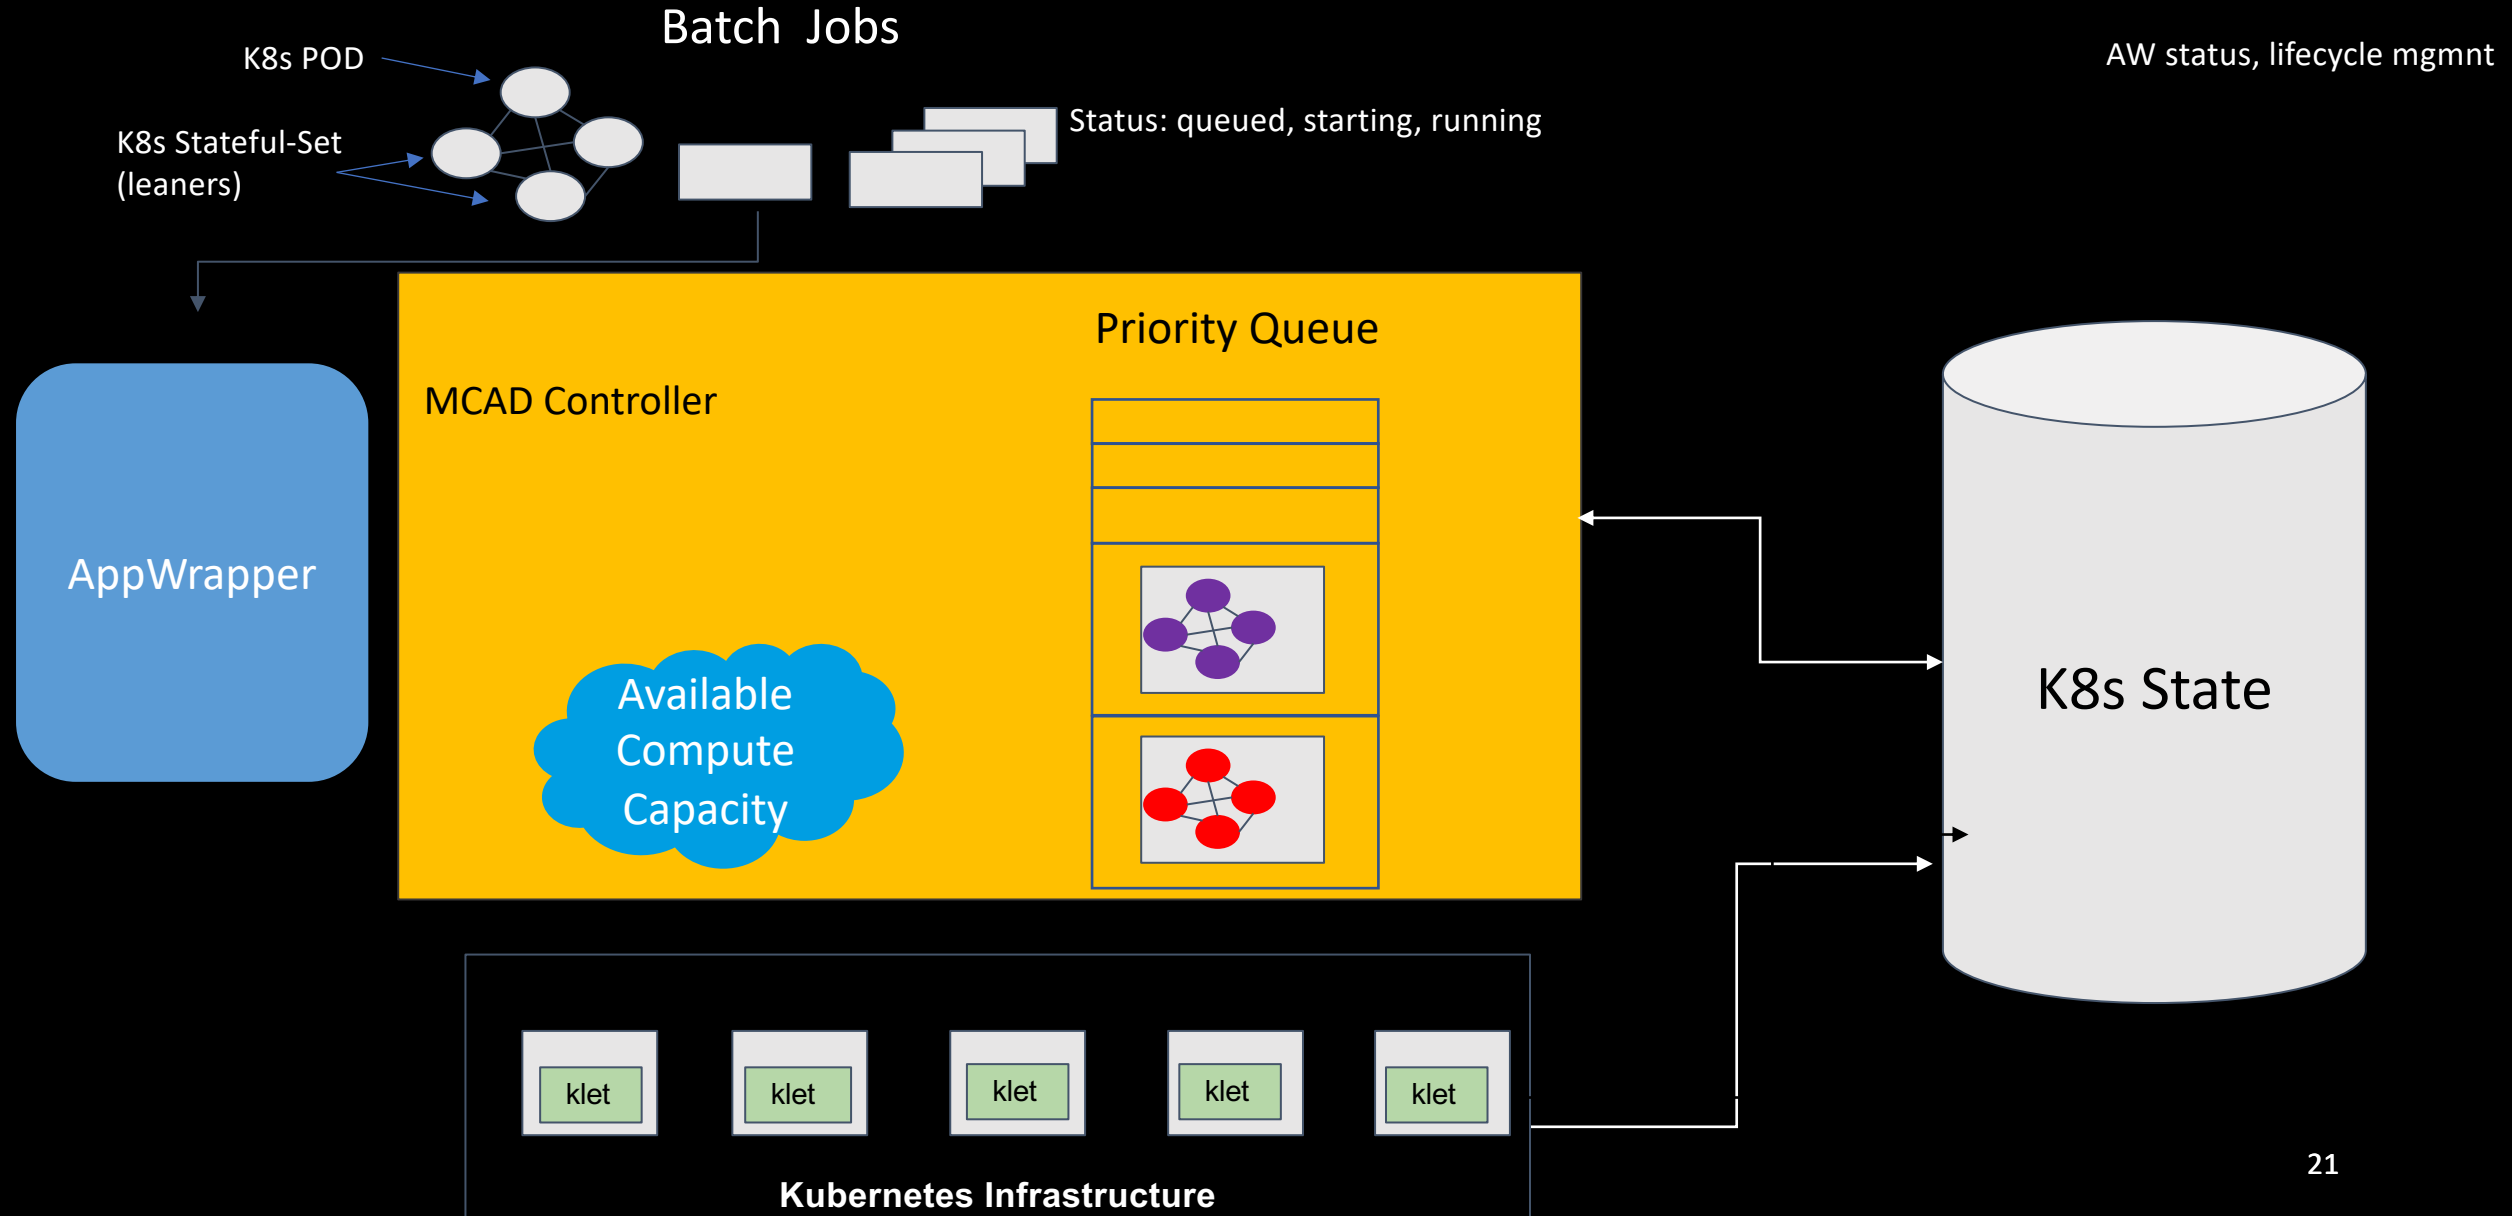 Batch Jobs
K8s POD
AW status, lifecycle mgmnt
Status: queued, starting, running
K8s Stateful-Set
(leaners)
Priority Queue
MCAD Controller
AppWrapper
Available
Compute
Capacity
K8s State
klet
klet
klet
klet
klet
Kubernetes Infrastructure
21